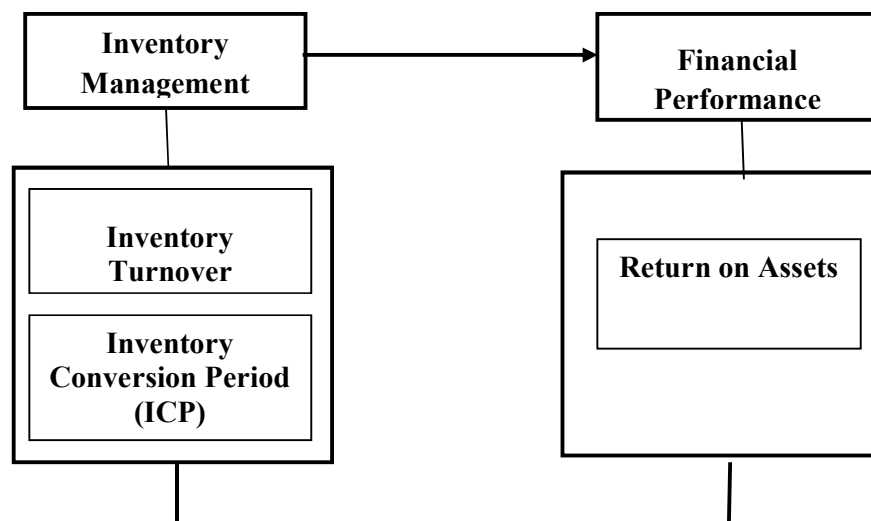 Inventory
Management
Financial
Performance
Inventory
Turnover
Inventory
Conversion Period
(ICP)
Return on Assets